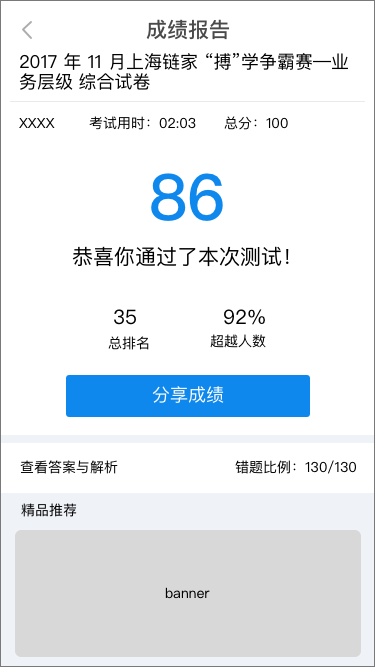 成绩报告
2017 年 11 月上海链家 “搏”学争霸赛—业
务层级 综合试卷
XXXX 考试用时：02:03 总分：100
86
恭喜你通过了本次测试！
35 92%
总排名 超越人数
分享成绩
查看答案与解析 错题比例：130/130
精品推荐
banner